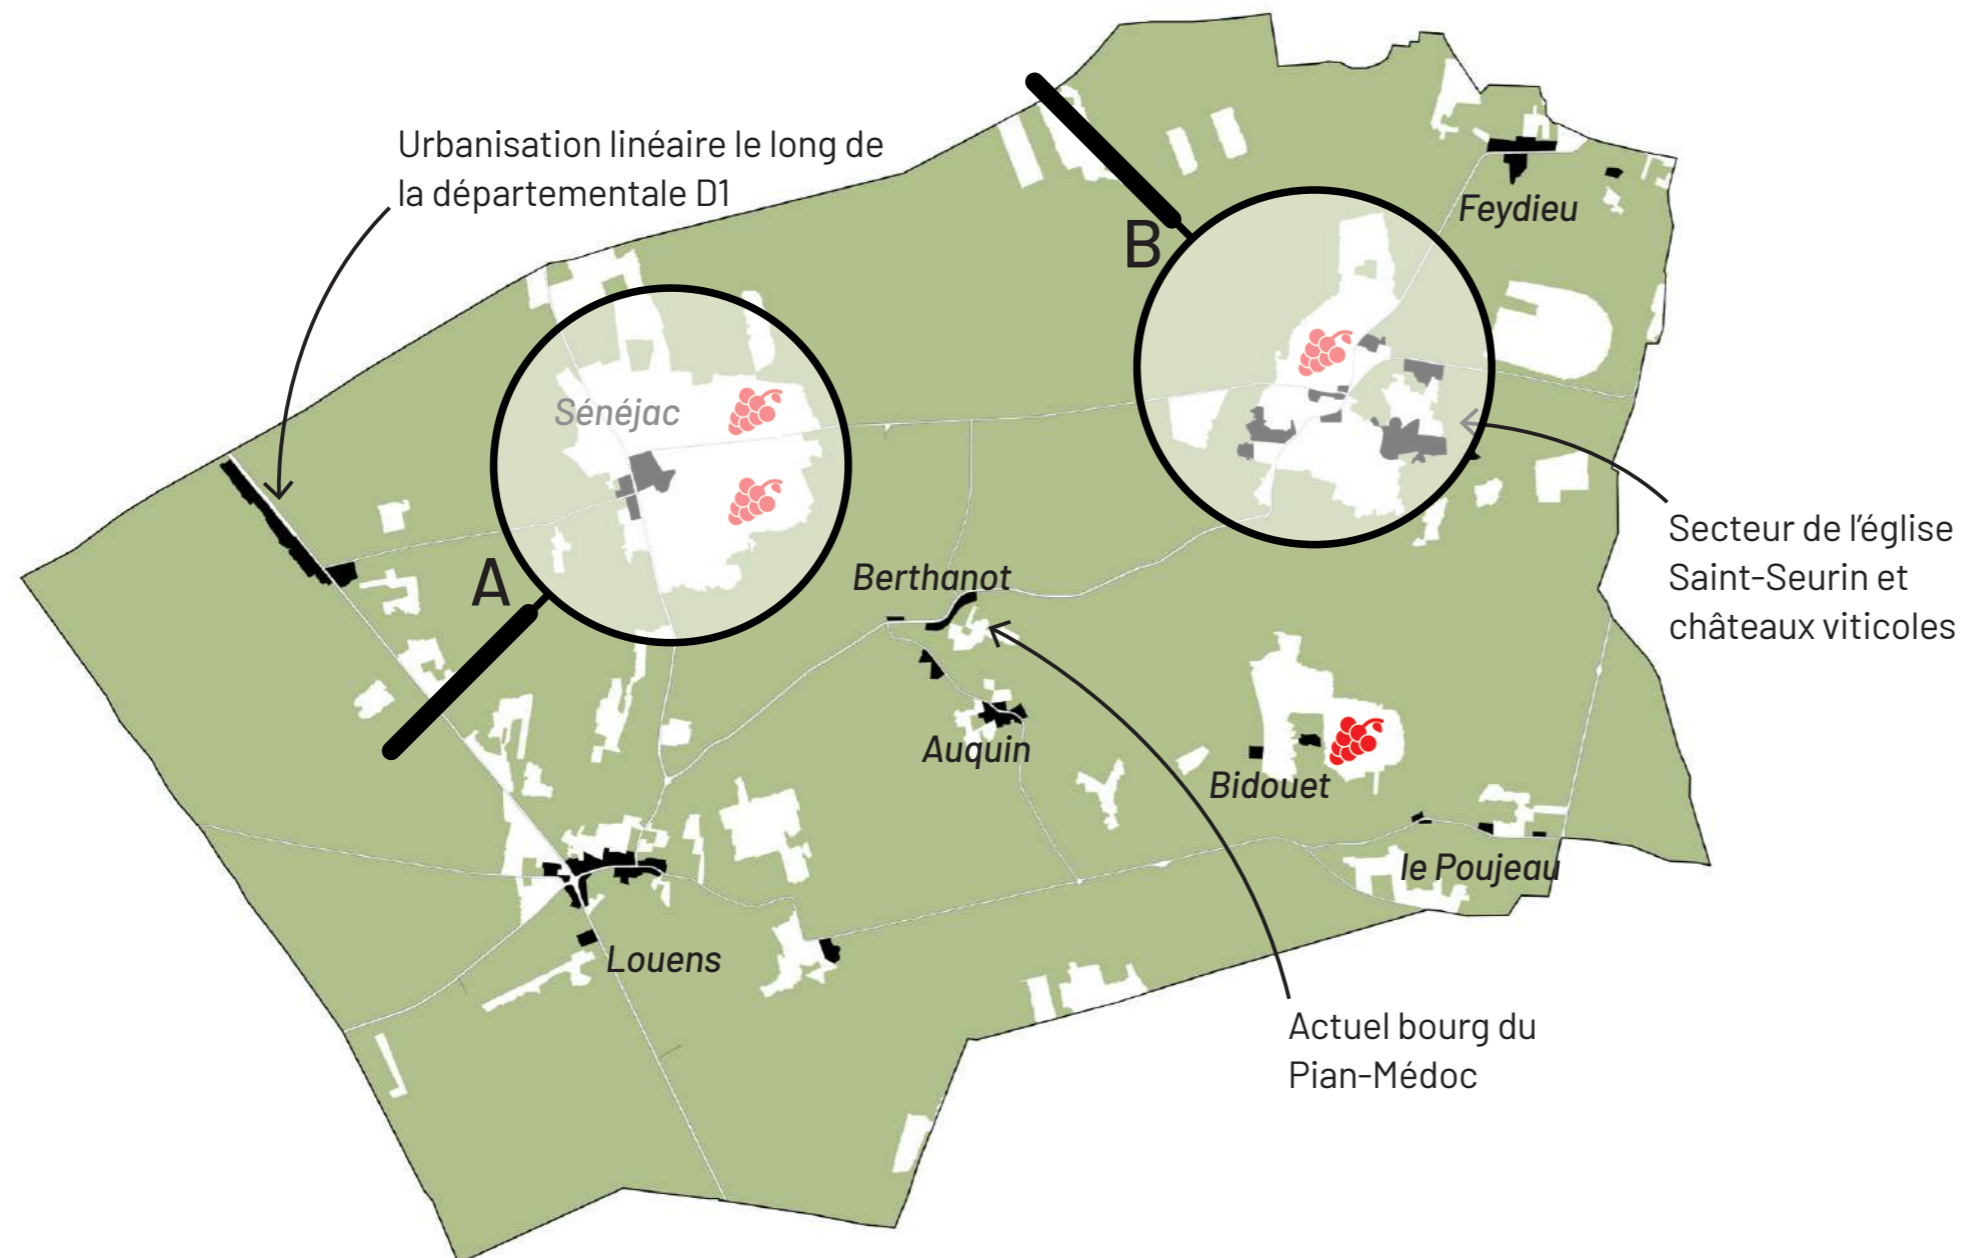 Urbanisation linéaire le long de
la départementale D1
B
Feydieu
Sénéjac
A
Secteur de l'église
Saint-Seurin et
châteaux viticoles
Berthanot
Auquin
Bidouet
le Poujeau
Louens
Actuel bourg du
Pian-Médoc